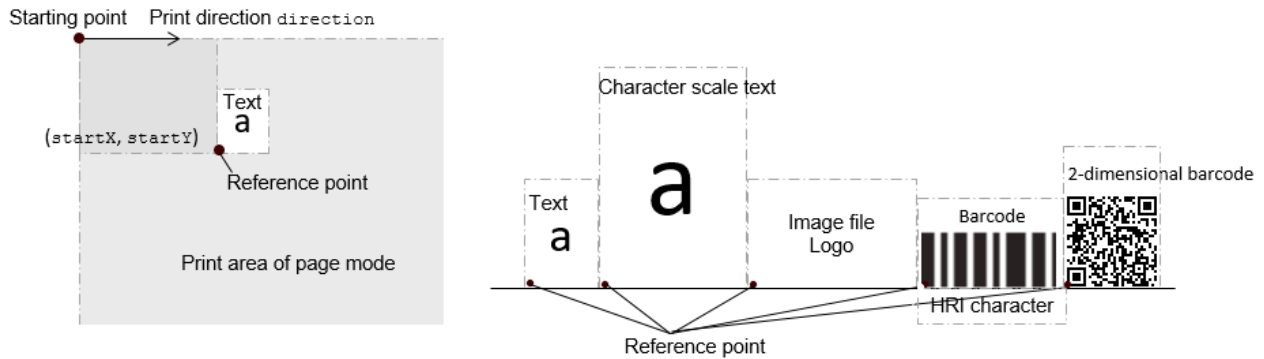 Starting point
Print direction direction
Text
a
(startX, startY)
Reference point
Print area of page mode
Character scale text
a
Text
a
Image file
Logo
Barcode
HRI character
2-dimensional barcode
Reference point